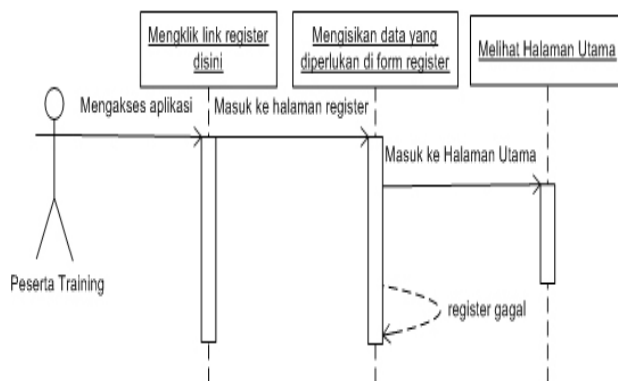 Mengklik link register
disini
Mengisikan data yang
diperlukan di form register
Melihat Halaman Utama
Mengakses aplikasi
Masuk ke halaman register
Masuk ke Halaman Utama
Peserta Training
register gagal